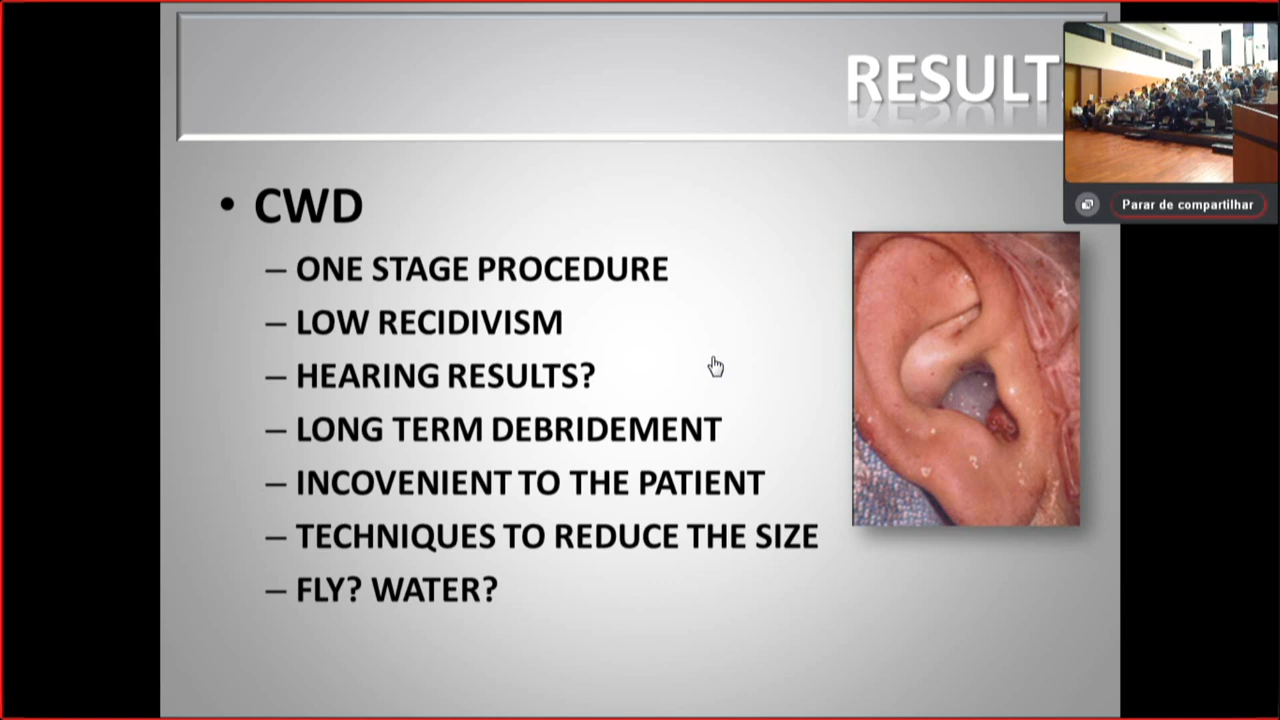 RESULT
• CWD
– ONE STAGE PROCEDURE
– LOW RECIDIVISM
– HEARING RESULTS?
– LONG TERM DEBRIDEMENT
– INCOVENIENT TO THE PATIENT
– TECHNIQUES TO REDUCE THE SIZE
– FLY? WATER?
Parar de compartilhar